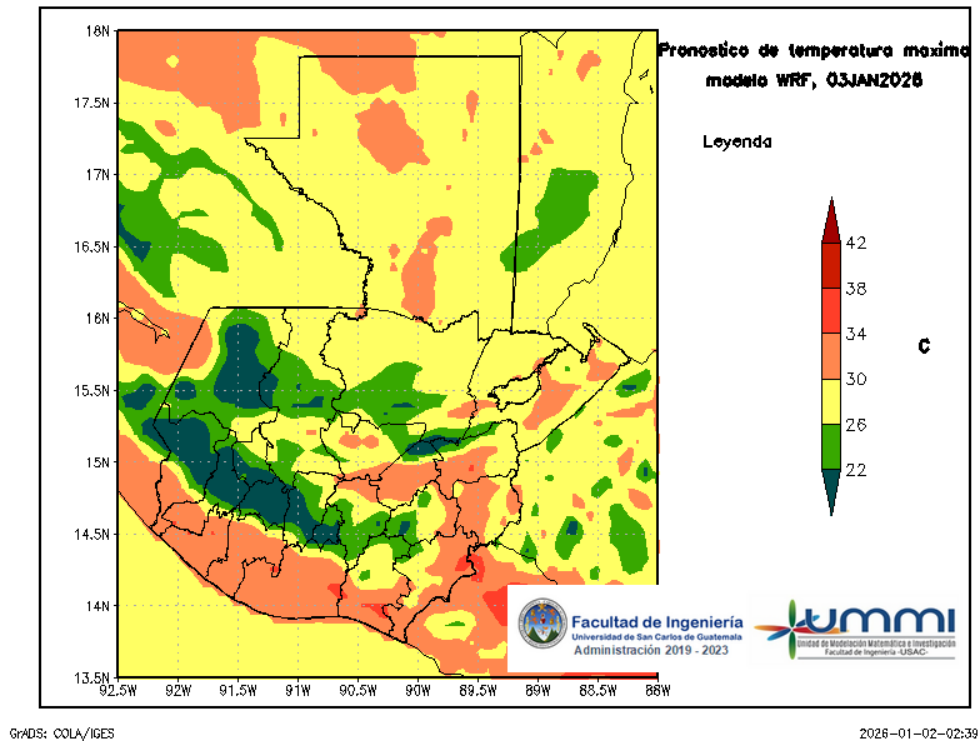 Pronostico de temperatura maxima
modelo WRF, 03JAN2026
Leyenda
42
38
34
30
26
22
C
18N
17.5N
17N
16.5N
16N
15.5N
15N
14.5N
14N
13.5N
92.5W
92W
91.5W
91W
90.5W
90W
89.5W
89W
88.5W
88W
Facultad de Ingeniería
Universidad de San Carlos de Guatemala
Administración 2019 - 2023
ummi
Unidad de Modelación Matemática e Investigación
Facultad de Ingeniería -USAC-
GrADS: COLA/IGES
2026-01-02-02:39